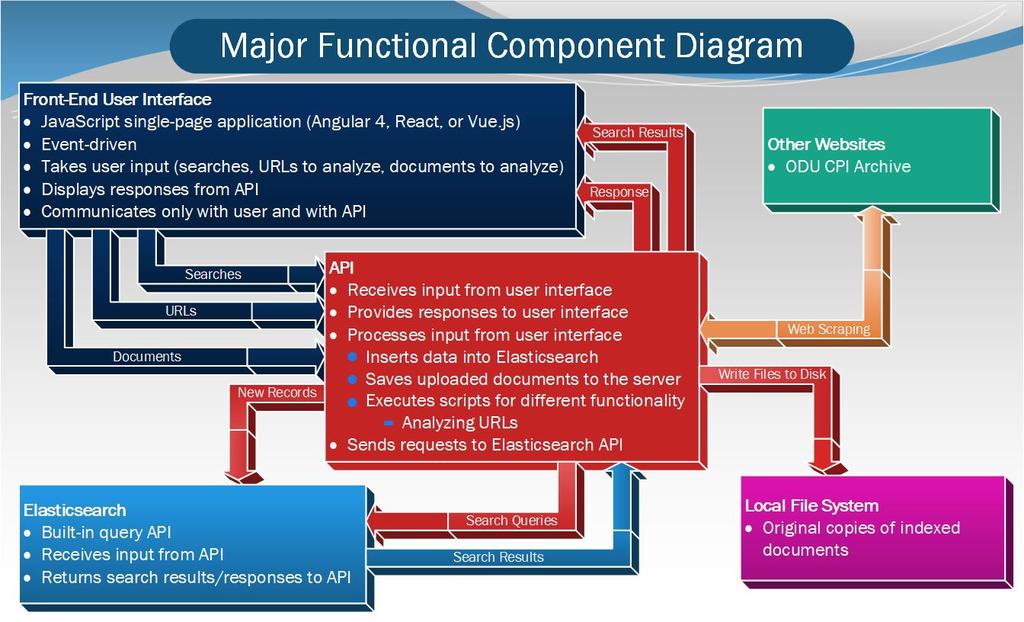 Major Functional Component Diagram
Front-End User Interface
• JavaScript single-page application (Angular 4, React, or Vue.js)
• Event-driven
• Takes user input (searches, URLs to analyze, documents to analyze)
• Displays responses from API
• Communicates only with user and with API
Search Results
Response
Other Websites
• ODU CPI Archive
Searches
URLs
Documents
API
• Receives input from user interface
• Provides responses to user interface
• Processes input from user interface
• Inserts data into Elasticsearch
• Saves uploaded documents to the server
• Executes scripts for different functionality
– Analyzing URLs
• Sends requests to Elasticsearch API
Web Scraping
Write Files to Disk
New Records
Elasticsearch
• Built-in query API
• Receives input from API
• Returns search results/responses to API
Search Queries
Search Results
Local File System
• Original copies of indexed
documents